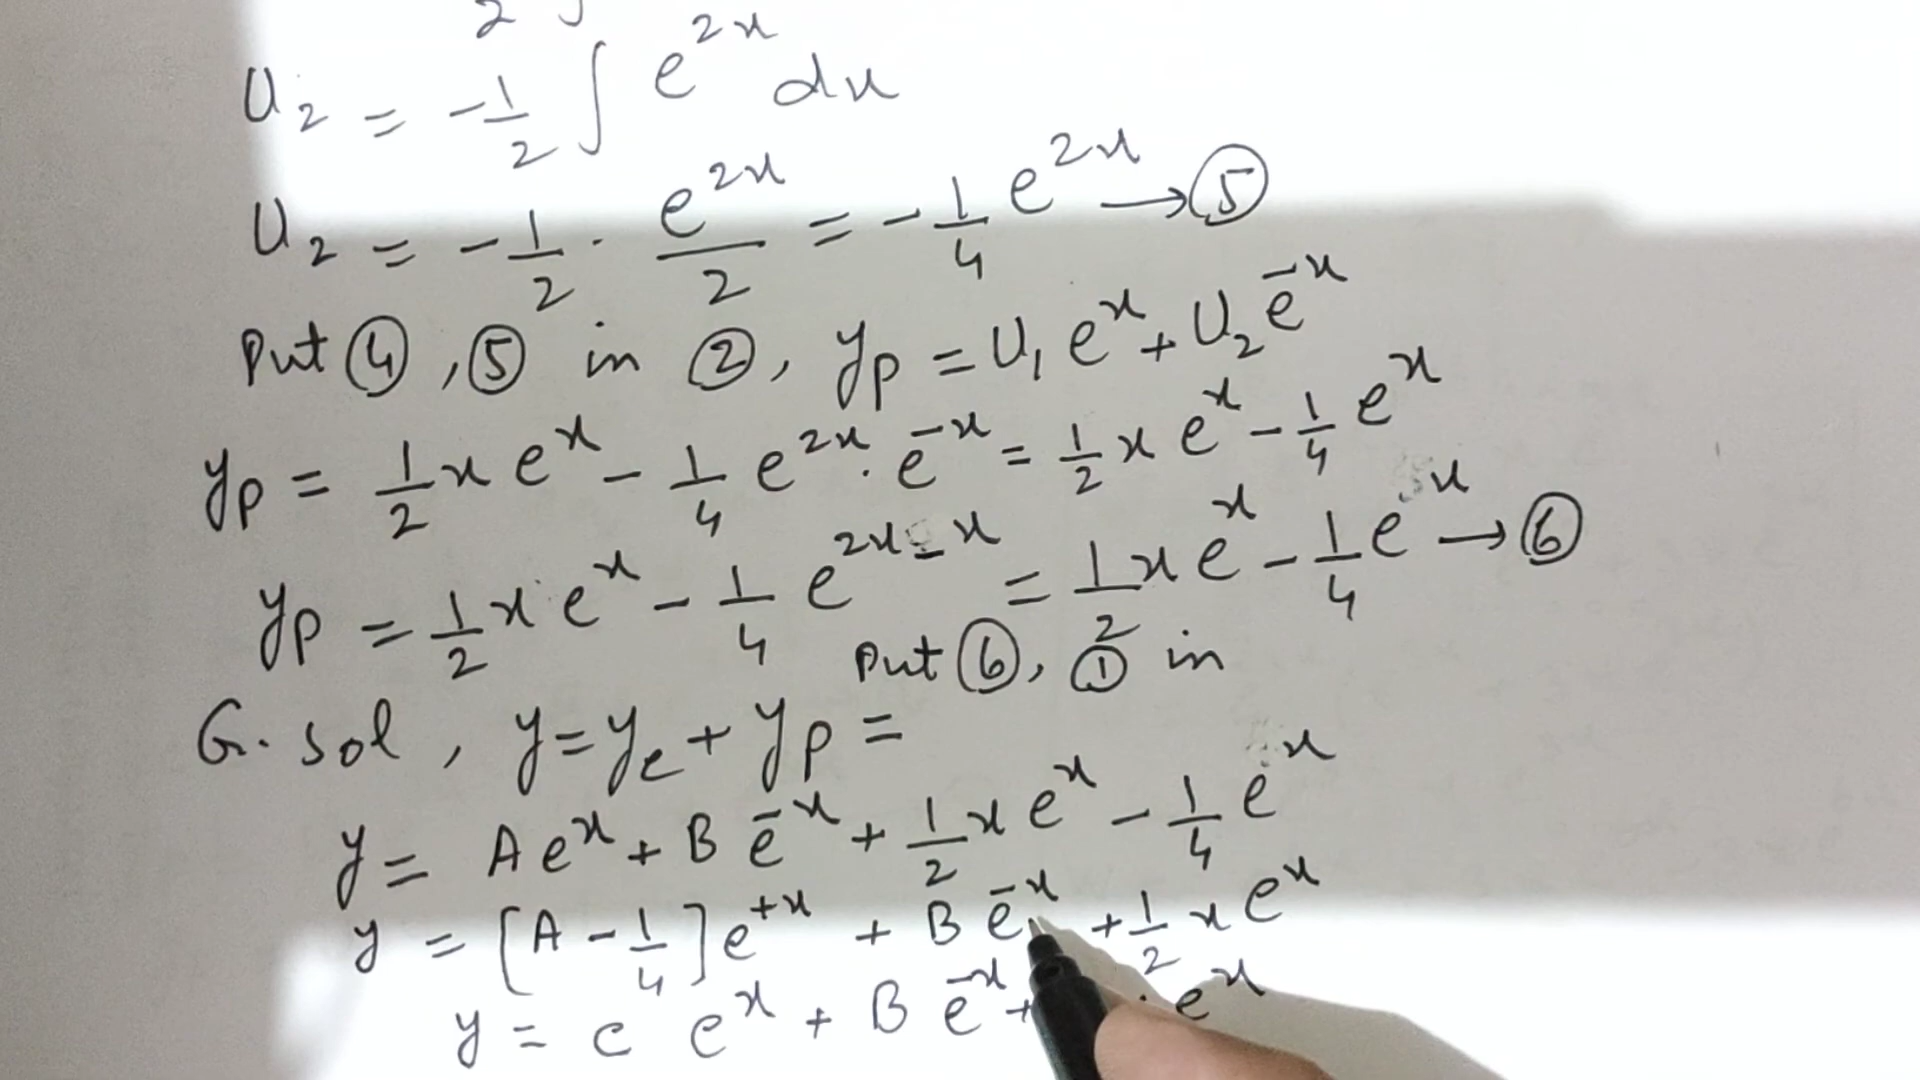 U₂ = -1/2 ∫ e^{2x} dx
U₂ = -1/2 · e^{2x}/2 = -1/4 e^{2x} → ⑤
Put ④, ⑤ in ②, yp = U₁ e^x + U₂ e^{-x}
yp = 1/2 x e^x - 1/4 e^{2x} · e^{-x} = 1/2 x e^x - 1/4 e^x
yp = 1/2 x e^x - 1/4 e^{2x-x} = 1/2 x e^x - 1/4 e^x → ⑥
Put ⑥, ① in
G. sol, y = yc + yp =
y = A e^x + B e^{-x} + 1/2 x e^x - 1/4 e^x
y = [A - 1/4] e^{+x} + B e^{-x} + 1/2 x e^x
y = c e^x + B e^{-x} + e^x